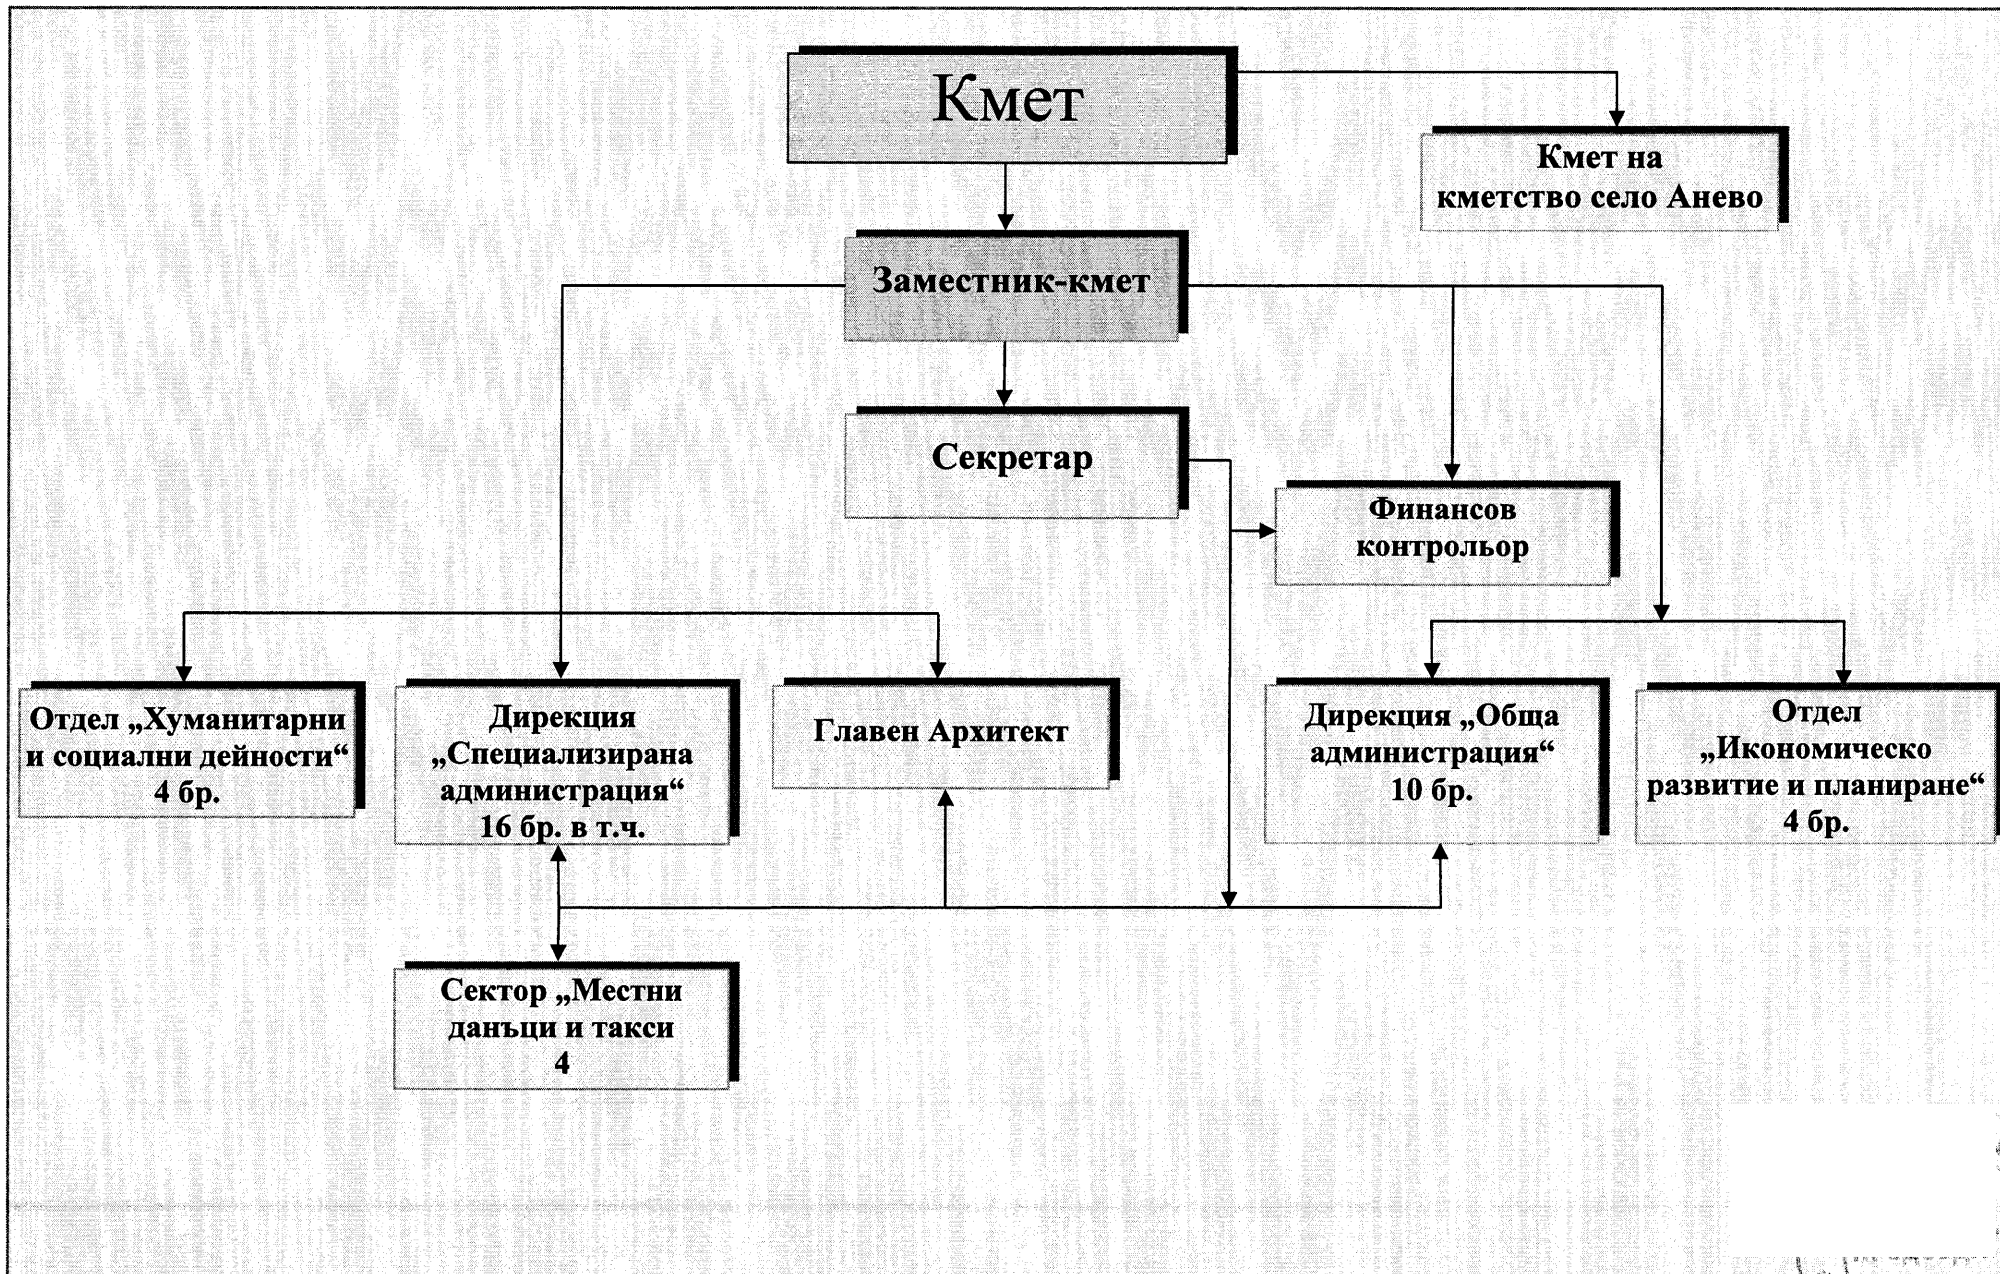 Кмет
Кмет на
кметство село Анево
Заместник-кмет
Секретар
Финансов
контрольор
Отдел „Хуманитарни
и социални дейности“
4 бр.
Дирекция
„Специализирана
администрация“
16 бр. в т.ч.
Главен Архитект
Дирекция „Обща
администрация“
10 бр.
Отдел
„Икономическо
развитие и планиране“
4 бр.
Сектор „Местни
данъци и такси
4